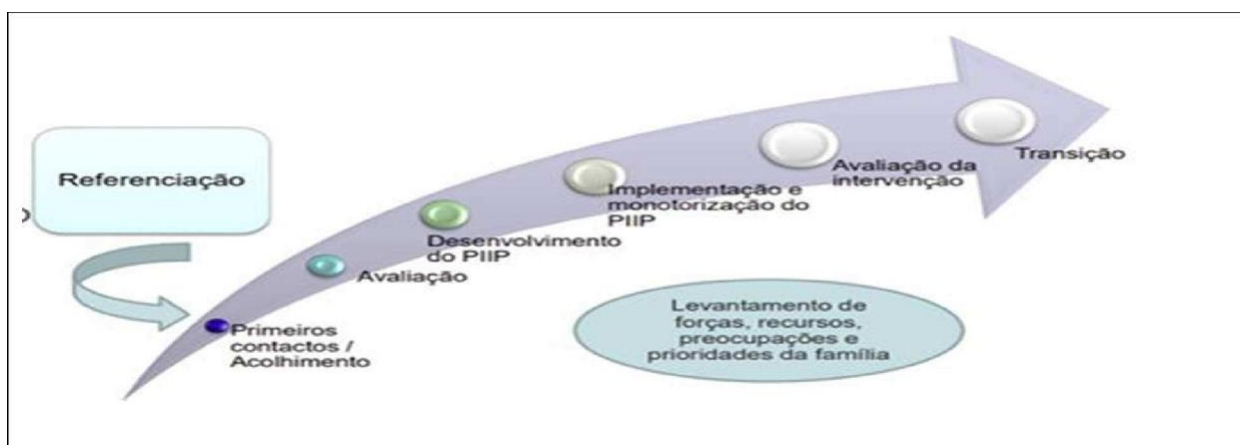 Referenciação
Primeiros
contactos /
Acolhimento
Avaliação
Desenvolvimento
do PIIP
Implementação e
monotorização do
PIIP
Avaliação da
intervenção
Transição
Levantamento de
forças, recursos,
preocupações e
prioridades da família